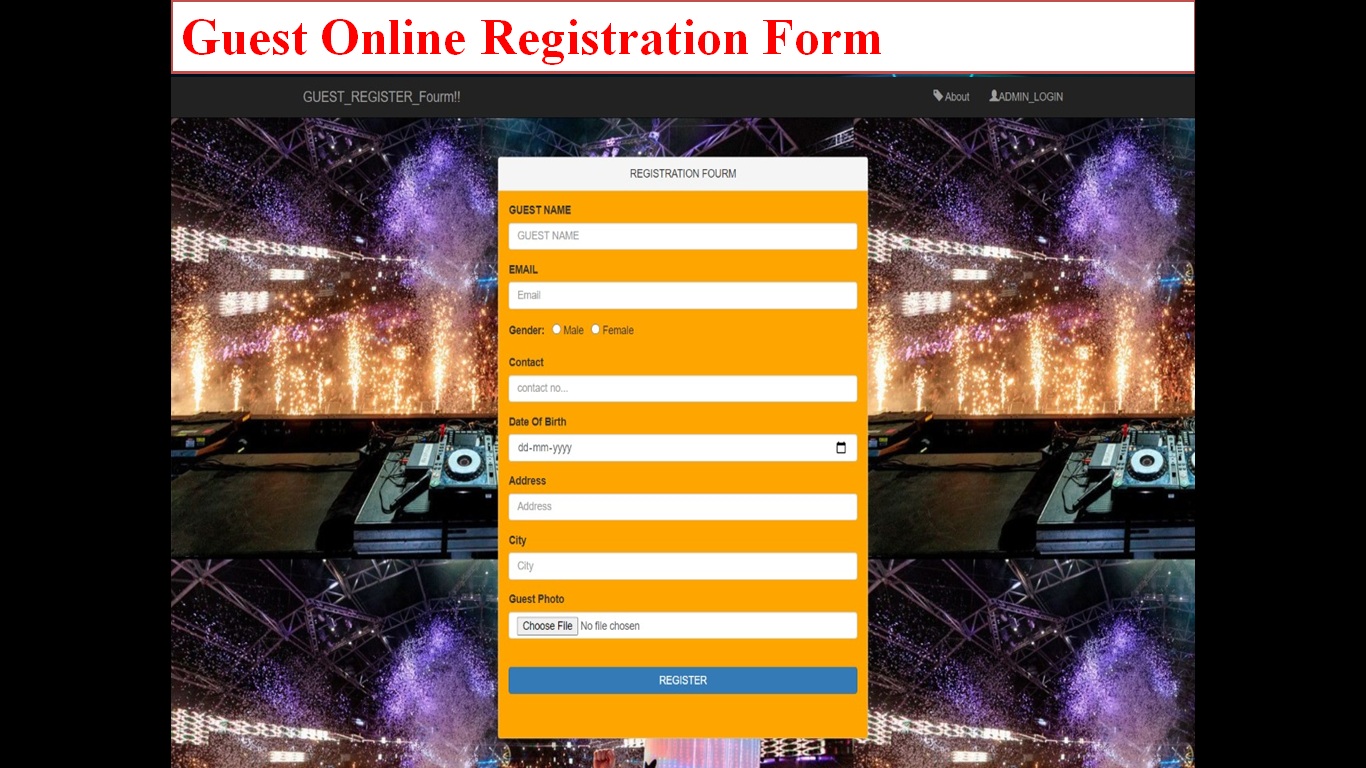 Guest Online Registration Form
GUEST_REGISTER_Fourm!! About ADMIN_LOGIN
REGISTRATION FOURM
GUEST NAME
GUEST NAME
EMAIL
Email
Gender: Male Female
Contact
contact no...
Date Of Birth
dd-mm-yyyy
Address
Address
City
City
Guest Photo
Choose File No file chosen
REGISTER